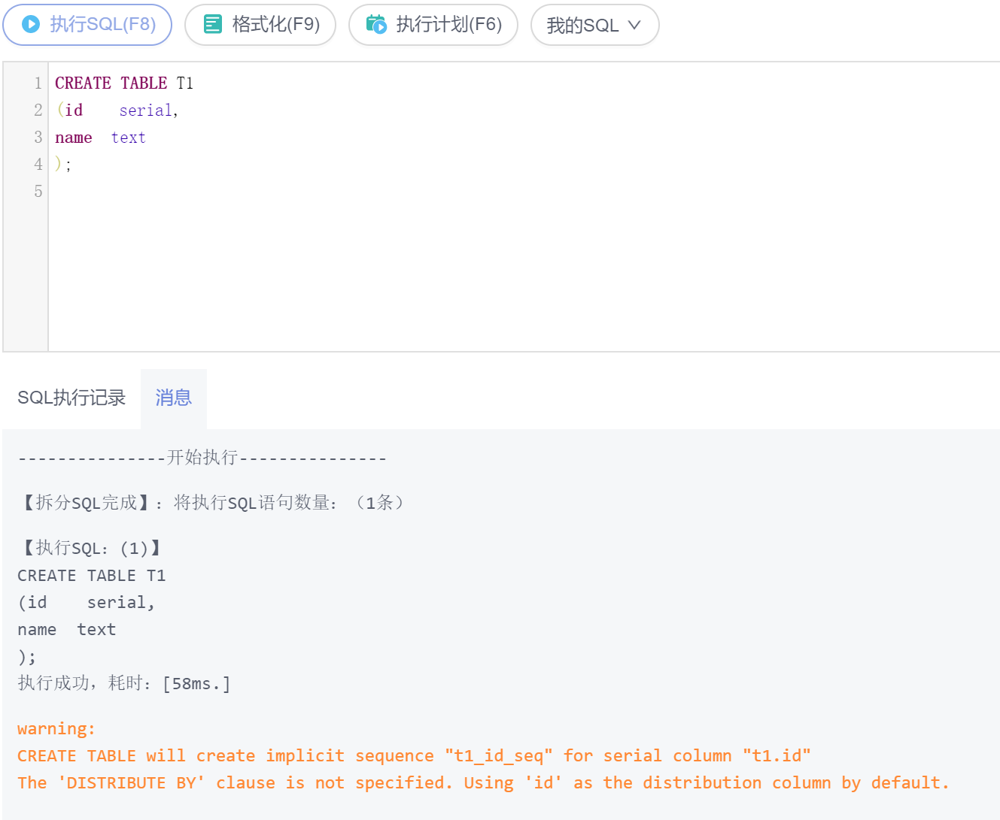 执行SQL(F8) 格式化(F9) 执行计划(F6) 我的SQL
1 CREATE TABLE T1
2 (id    serial,
3 name  text
4 );
5
SQL执行记录 消息
---------------开始执行---------------
【拆分SQL完成】：将执行SQL语句数量：（1条）
【执行SQL：(1)】
CREATE TABLE T1
(id    serial,
name  text
);
执行成功，耗时：[58ms.]
warning:
CREATE TABLE will create implicit sequence "t1_id_seq" for serial column "t1.id"
The 'DISTRIBUTE BY' clause is not specified. Using 'id' as the distribution column by default.